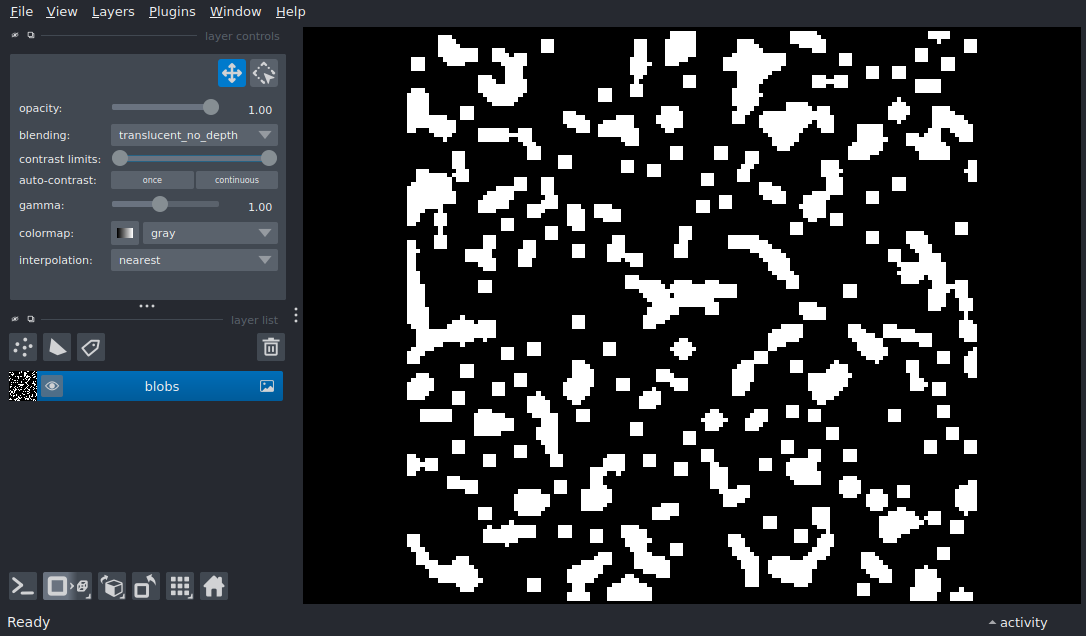 File View Layers Plugins Window Help
layer controls
opacity: 1.00
blending: translucent_no_depth
contrast limits:
auto-contrast: once continuous
gamma: 1.00
colormap: gray
interpolation: nearest
layer list
blobs
Ready
activity